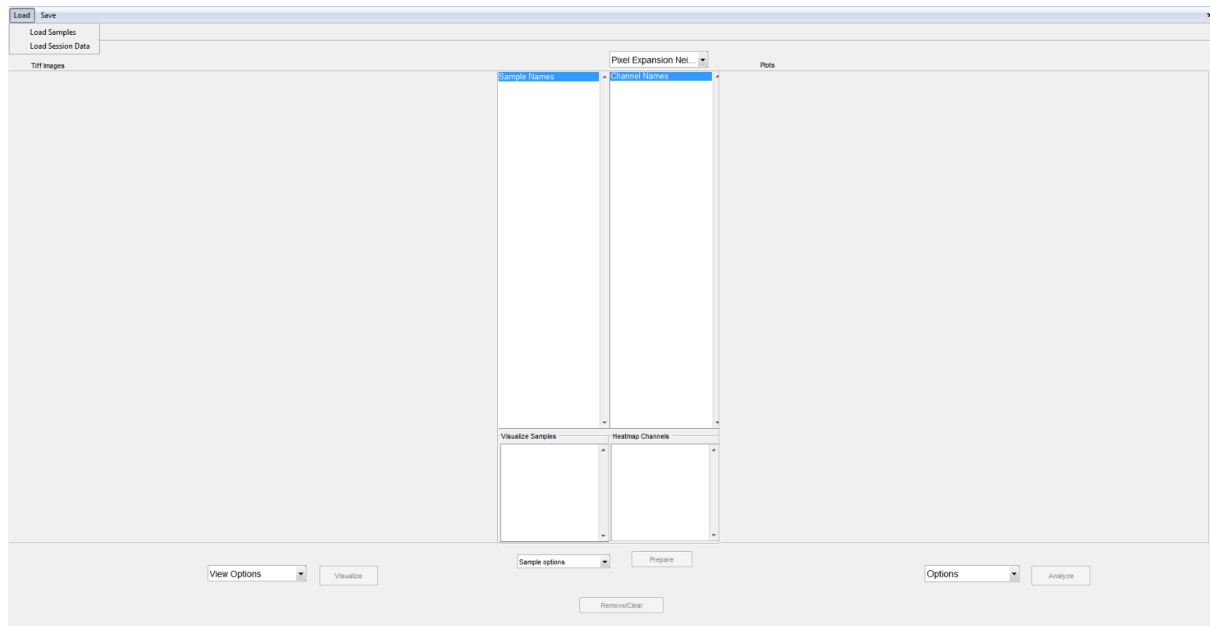 Load Save
Load Samples
Load Session Data
Tiff Images
Pixel Expansion Nei...
Plots
Sample Names
Channel Names
Visualize Samples
Heatmap Channels
Sample options
Prepare
View Options
Visualize
Options
Analyze
Remove/Clear